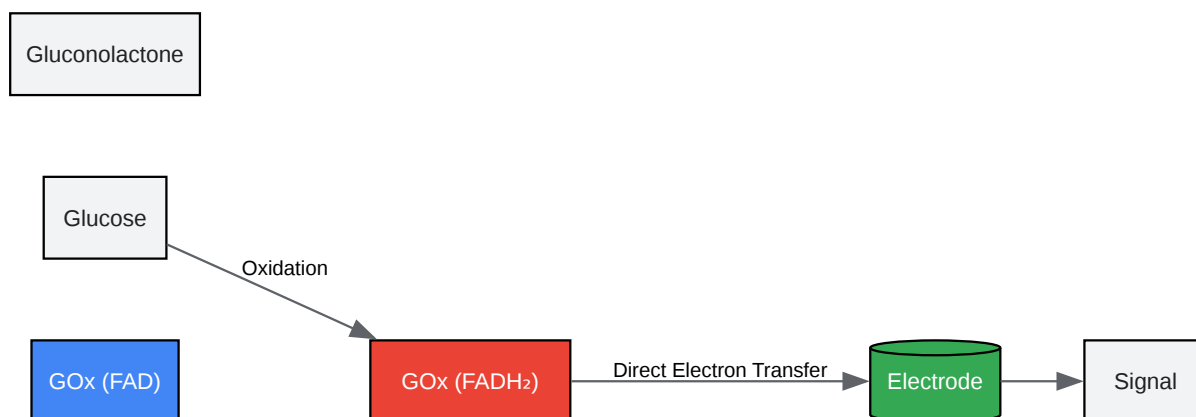 Gluconolactone
Glucose
Oxidation
GOx (FAD)
GOx (FADH₂)
Direct Electron Transfer
Electrode
Signal